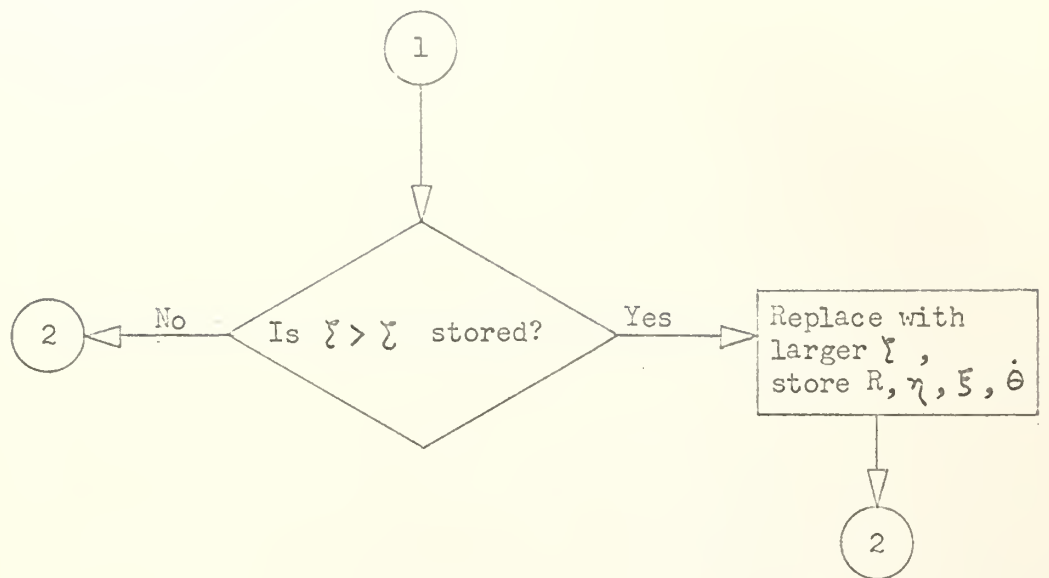 1
Is ζ > ζ stored?
No
2
Yes
Replace with
larger ζ ,
store R, η, ξ, θ̇
2